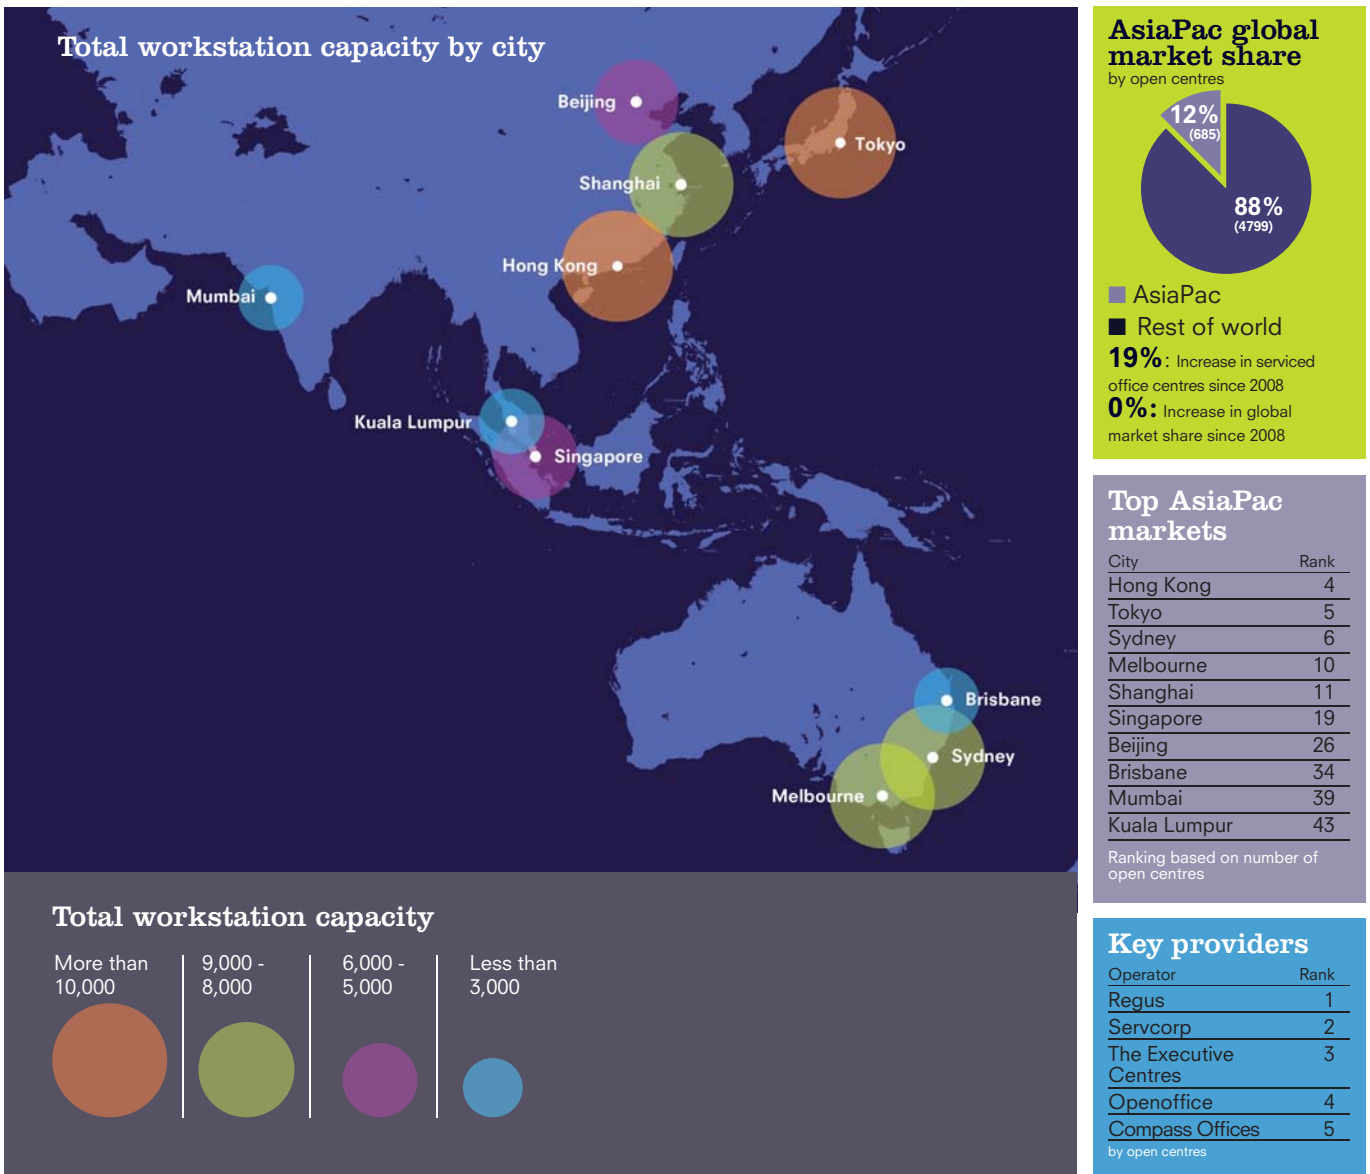 Total workstation capacity by city
Beijing
Tokyo
Shanghai
Hong Kong
Mumbai
Kuala Lumpur
Singapore
Brisbane
Sydney
Melbourne
Total workstation capacity
More than
10,000
9,000 -
8,000
6,000 -
5,000
Less than
3,000
AsiaPac global
market share
by open centres
12%
(685)
88%
(4799)
AsiaPac
Rest of world
19%: Increase in serviced
office centres since 2008
0%: Increase in global
market share since 2008
Top AsiaPac
markets
City Rank
Hong Kong 4
Tokyo 5
Sydney 6
Melbourne 10
Shanghai 11
Singapore 19
Beijing 26
Brisbane 34
Mumbai 39
Kuala Lumpur 43
Ranking based on number of
open centres
Key providers
Operator Rank
Regus 1
Servcorp 2
The Executive 3
Centres
Openoffice 4
Compass Offices 5
by open centres